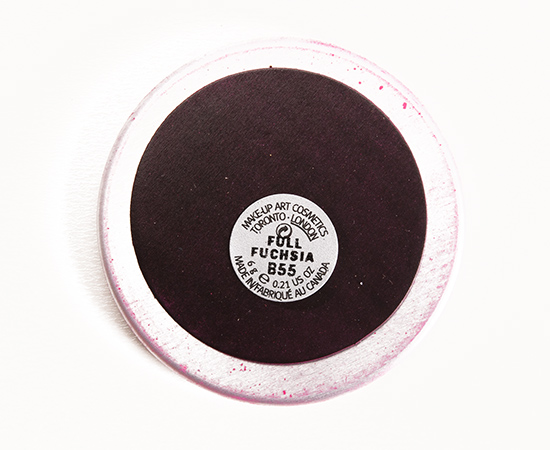 MAKE-UP ART COSMETICS
TORONTO · LONDON
FULL
FUCHSIA
B55
6 g ℮ 0.21 US OZ
MADE IN/FABRIQUÉ AU CANADA